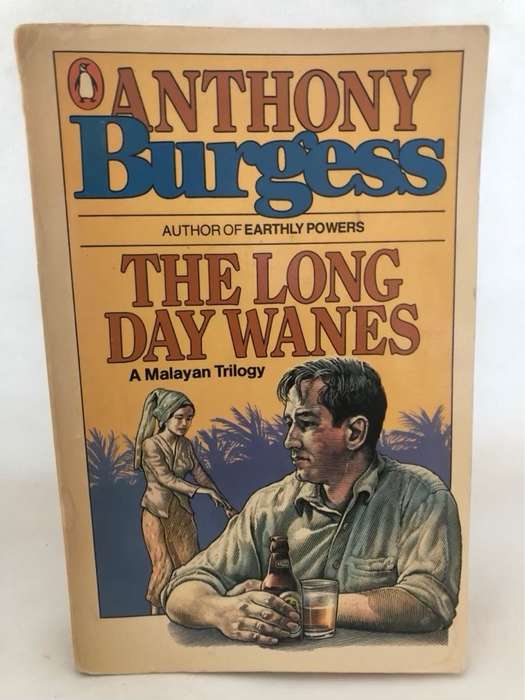 ANTHONY
Burgess
AUTHOR OF EARTHLY POWERS
THE LONG
DAY WANES
A Malayan Trilogy